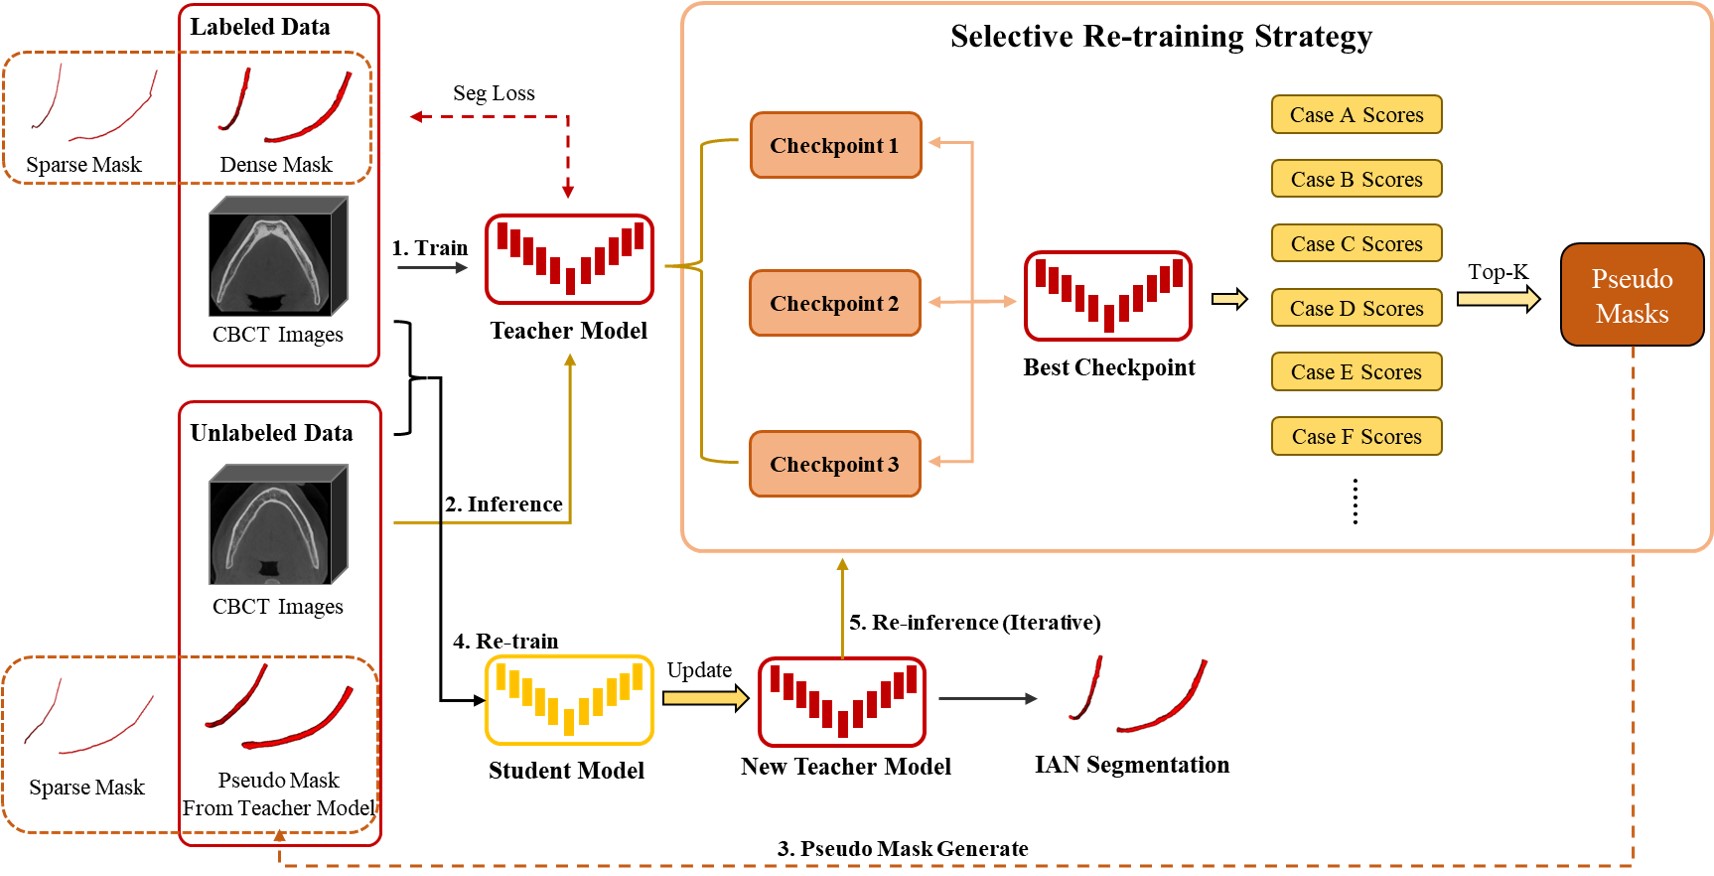 Labeled Data
Sparse Mask
Dense Mask
CBCT Images
Seg Loss
1. Train
Teacher Model
Unlabeled Data
CBCT Images
2. Inference
Sparse Mask
Pseudo Mask
From Teacher Model
4. Re-train
Student Model
Update
New Teacher Model
5. Re-inference (Iterative)
IAN Segmentation
3. Pseudo Mask Generate
Selective Re-training Strategy
Checkpoint 1
Checkpoint 2
Checkpoint 3
Best Checkpoint
Case A Scores
Case B Scores
Case C Scores
Case D Scores
Case E Scores
Case F Scores
Top-K
Pseudo
Masks